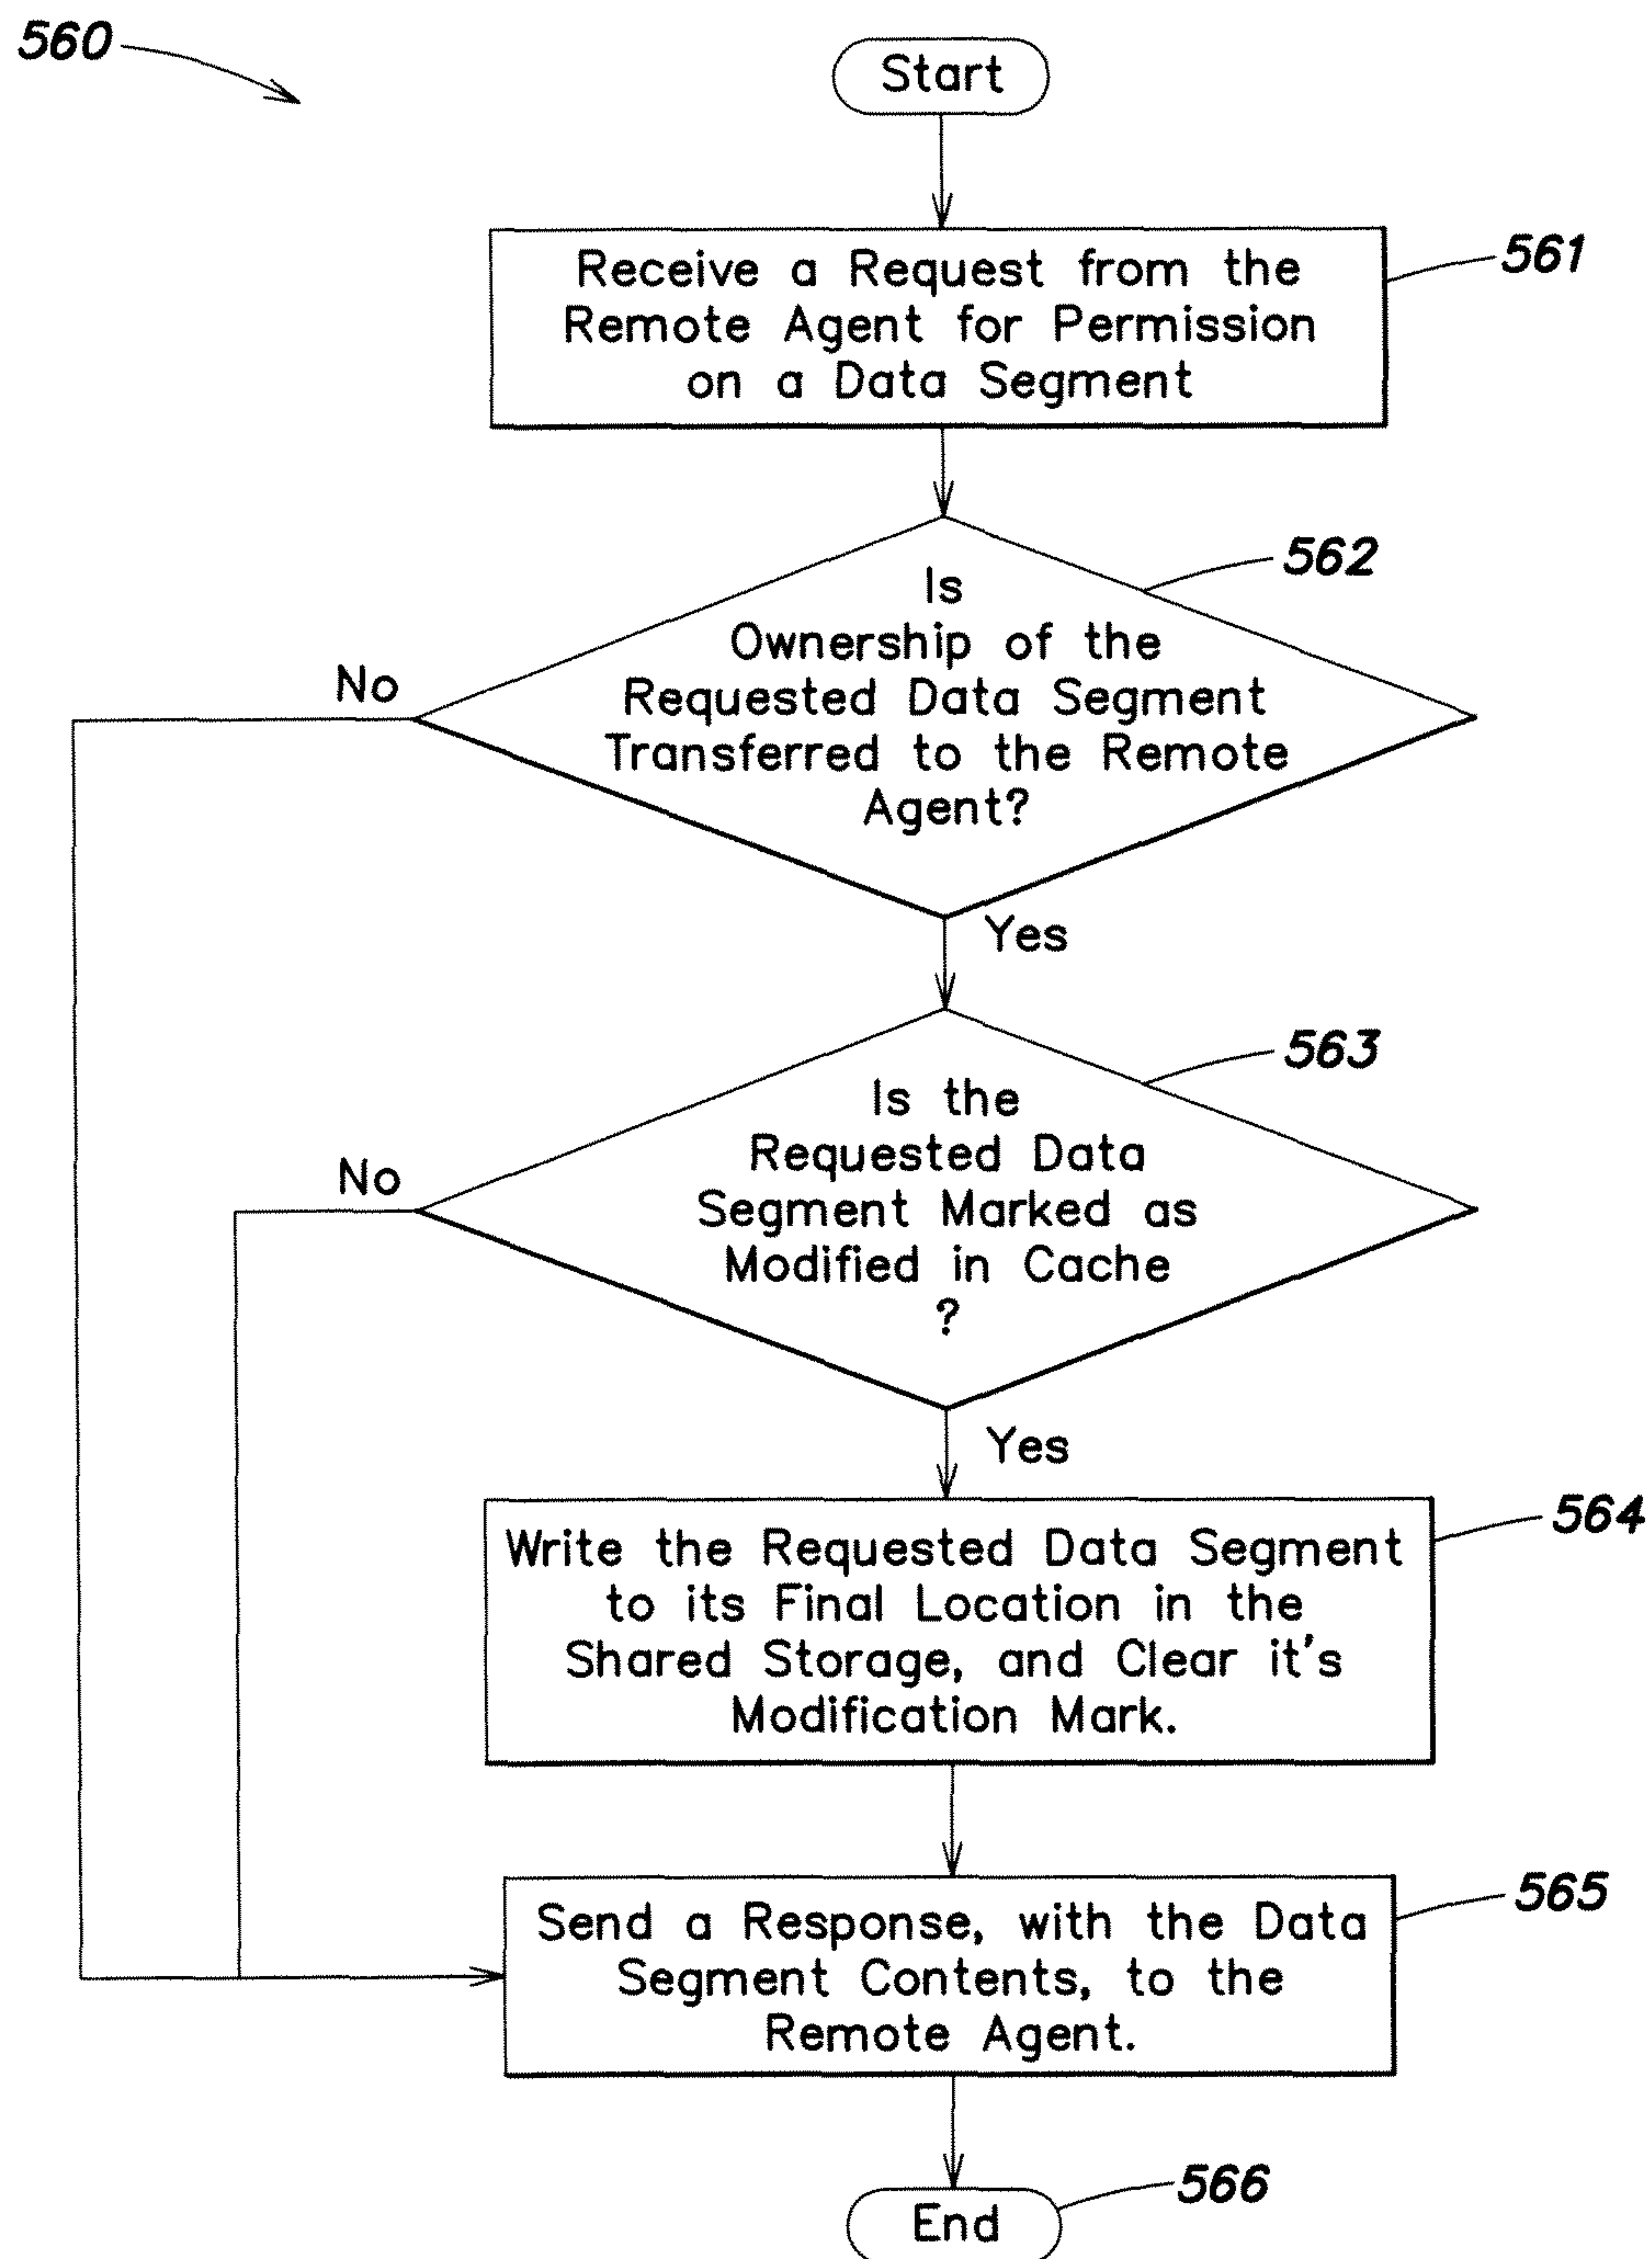 560
Start
Receive a Request from the
Remote Agent for Permission
on a Data Segment
561
Is
Ownership of the
Requested Data Segment
Transferred to the Remote
Agent?
562
No
Yes
Is the
Requested Data
Segment Marked as
Modified in Cache
?
563
No
Yes
Write the Requested Data Segment
to its Final Location in the
Shared Storage, and Clear it's
Modification Mark.
564
Send a Response, with the Data
Segment Contents, to the
Remote Agent.
565
End
566